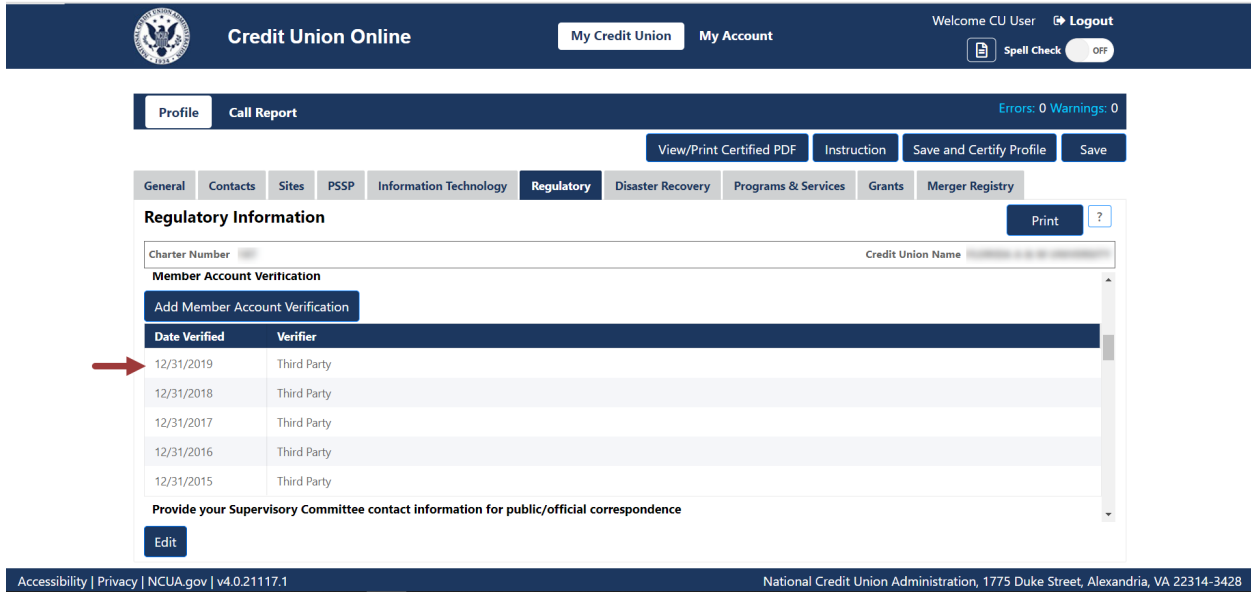 Credit Union Online
My Credit Union My Account
Welcome CU User Logout
Spell Check OFF
Profile Call Report
Errors: 0 Warnings: 0
View/Print Certified PDF Instruction Save and Certify Profile Save
General Contacts Sites PSSP Information Technology Regulatory Disaster Recovery Programs & Services Grants Merger Registry
Regulatory Information
Print ?
Charter Number Credit Union Name
Member Account Verification
Add Member Account Verification
Date Verified Verifier
12/31/2019 Third Party
12/31/2018 Third Party
12/31/2017 Third Party
12/31/2016 Third Party
12/31/2015 Third Party
Provide your Supervisory Committee contact information for public/official correspondence
Edit
Accessibility | Privacy | NCUA.gov | v4.0.21117.1 National Credit Union Administration, 1775 Duke Street, Alexandria, VA 22314-3428